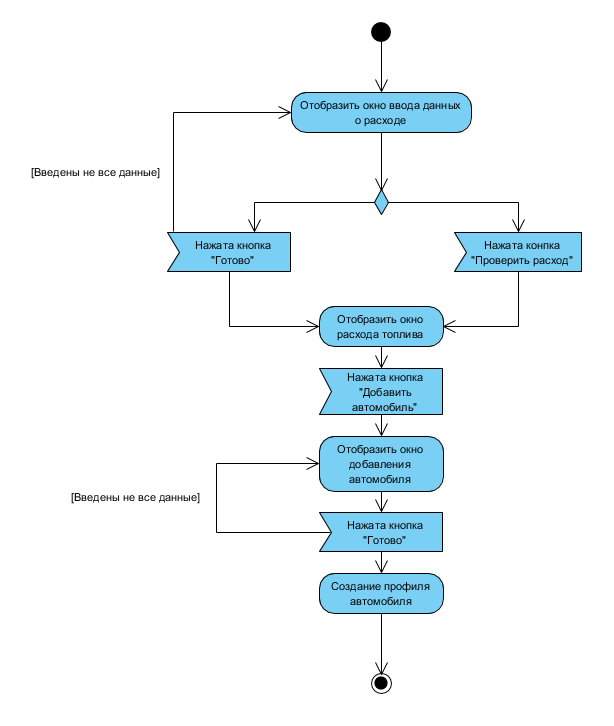 Отобразить окно ввода данных
о расходе
[Введены не все данные]
Нажата кнопка
"Готово"
Нажата конпка
"Проверить расход"
Отобразить окно
расхода топлива
Нажата кнопка
"Добавить
автомобиль"
Отобразить окно
добавления
автомобиля
[Введены не все данные]
Нажата кнопка
"Готово"
Создание профиля
автомобиля